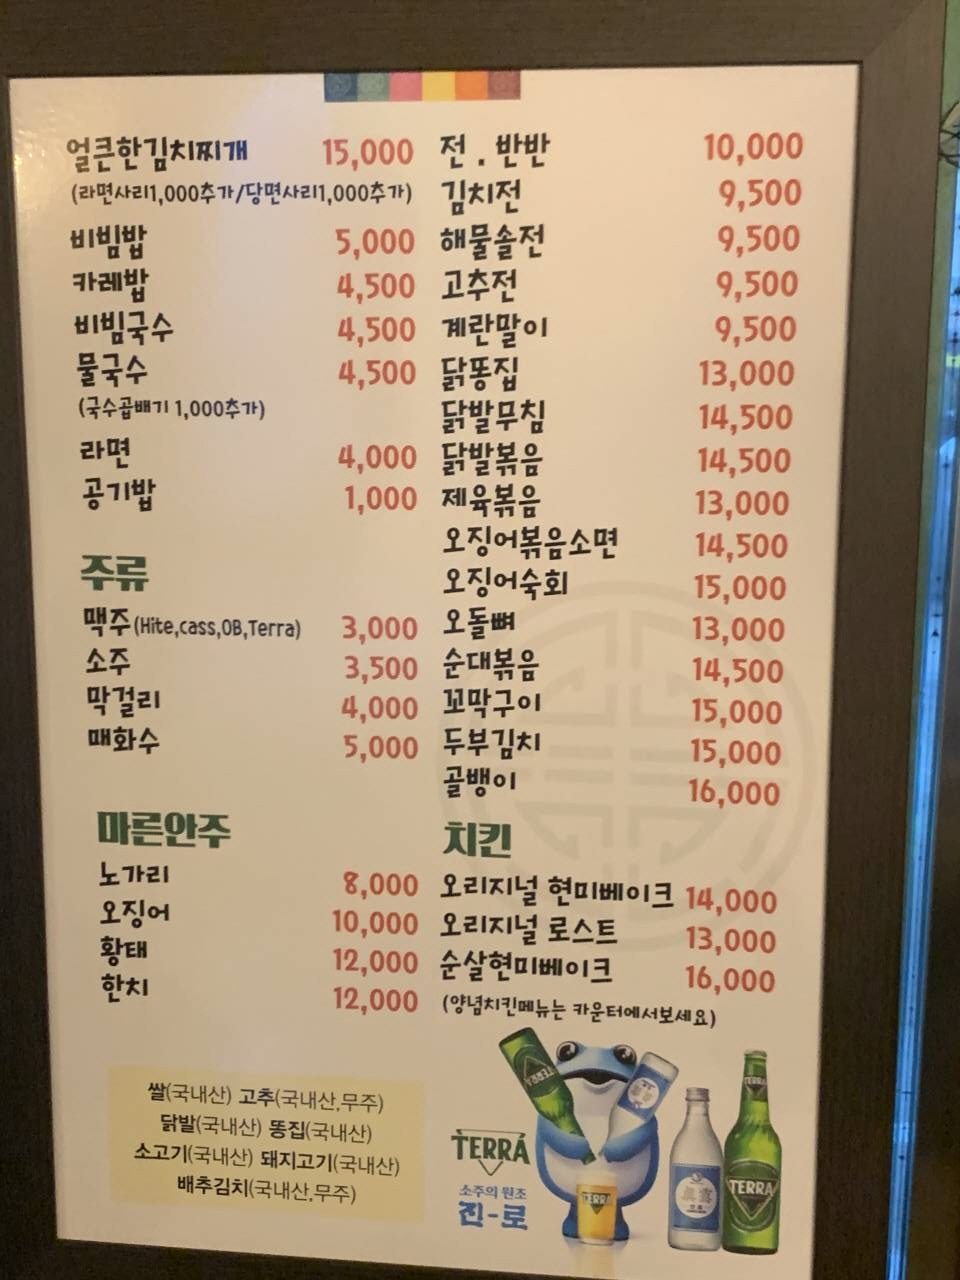 얼큰한김치찌개 15,000
(라면사리1,000추가/당면사리1,000추가)
비빔밥 5,000
카레밥 4,500
비빔국수 4,500
물국수 4,500
(국수곱배기 1,000추가)
라면 4,000
공기밥 1,000
주류
맥주(Hite,cass,OB,Terra) 3,000
소주 3,500
막걸리 4,000
매화수 5,000
마른안주
노가리 8,000
오징어 10,000
황태 12,000
한치 12,000
쌀(국내산) 고추(국내산,무주)
닭발(국내산) 똥집(국내산)
소고기(국내산) 돼지고기(국내산)
배추김치(국내산,무주)
전 . 반반 10,000
김치전 9,500
해물솔전 9,500
고추전 9,500
계란말이 9,500
닭똥집 13,000
닭발무침 14,500
닭발볶음 14,500
제육볶음 13,000
오징어볶음소면 14,500
오징어숙회 15,000
오돌뼈 13,000
순대볶음 14,500
꼬막구이 15,000
두부김치 15,000
골뱅이 16,000
치킨
오리지널 현미베이크 14,000
오리지널 로스트 13,000
순살현미베이크 16,000
(양념치킨메뉴는 카운터에서보세요)
TERRA
소주의 원조
진-로
TERRA
TERRA
TERRA